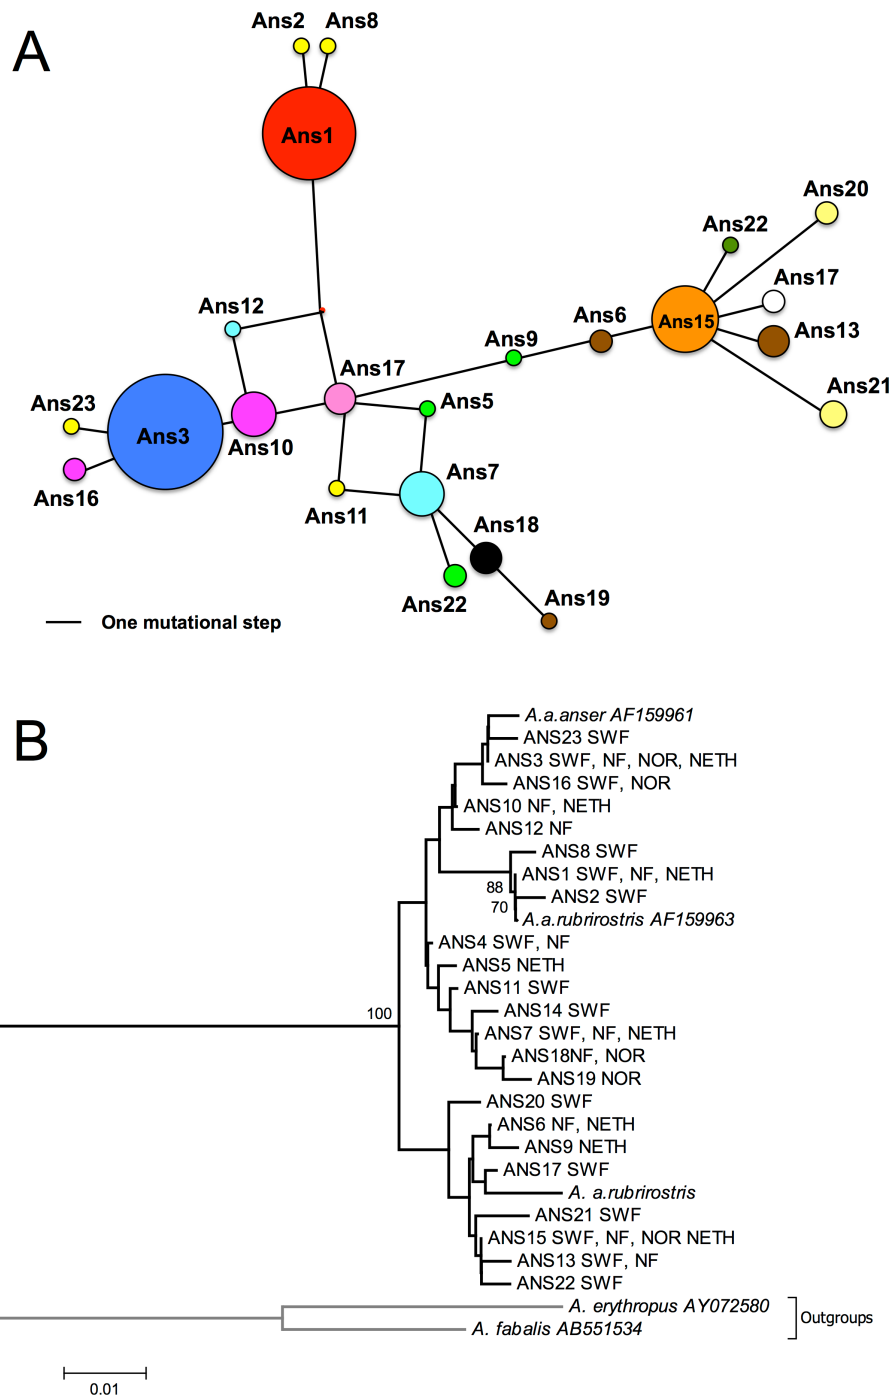 A
Ans2 Ans8
Ans1
Ans20
Ans22
Ans17
Ans12
Ans6
Ans15
Ans13
Ans9
Ans17
Ans21
Ans23
Ans5
Ans3
Ans10
Ans7
Ans16
Ans11
Ans18
Ans22
Ans19
One mutational step
B
A.a.anser AF159961
ANS23 SWF
ANS3 SWF, NF, NOR, NETH
ANS16 SWF, NOR
ANS10 NF, NETH
ANS12 NF
ANS8 SWF
ANS1 SWF, NF, NETH
88
ANS2 SWF
70
A.a.rubrirostris AF159963
ANS4 SWF, NF
ANS5 NETH
ANS11 SWF
ANS14 SWF
100
ANS7 SWF, NF, NETH
ANS18NF, NOR
ANS19 NOR
ANS20 SWF
ANS6 NF, NETH
ANS9 NETH
ANS17 SWF
A. a.rubrirostris
ANS21 SWF
ANS15 SWF, NF, NOR NETH
ANS13 SWF, NF
ANS22 SWF
A. erythropus AY072580
Outgroups
A. fabalis AB551534
0.01